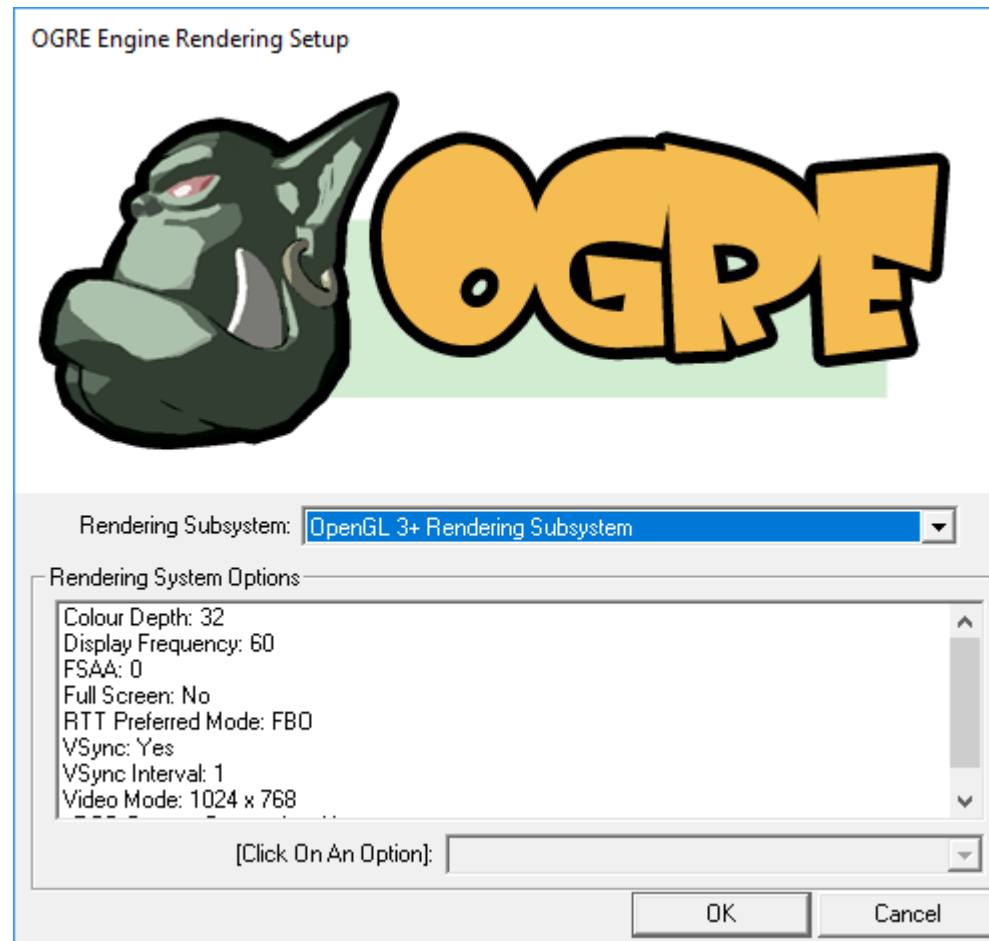 OGRE Engine Rendering Setup
OGRE
Rendering Subsystem: OpenGL 3+ Rendering Subsystem
Rendering System Options
Colour Depth: 32
Display Frequency: 60
FSAA: 0
Full Screen: No
RTT Preferred Mode: FBO
VSync: Yes
VSync Interval: 1
Video Mode: 1024 x 768
[Click On An Option]:
OK Cancel